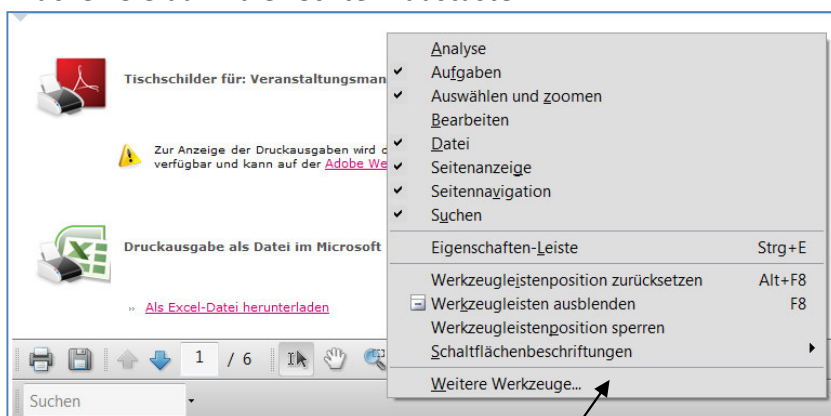 Tischschilder für: Veranstaltungsman
Zur Anzeige der Druckausgaben wird d
verfügbar und kann auf der Adobe We
Druckausgabe als Datei im Microsoft
» Als Excel-Datei herunterladen
Analyse
Aufgaben
Auswählen und zoomen
Bearbeiten
Datei
Seitenanzeige
Seitennavigation
Suchen
Eigenschaften-Leiste Strg+E
Werkzeugleistenposition zurücksetzen Alt+F8
Werkzeugleisten ausblenden F8
Werkzeugleistenposition sperren
Schaltflächenbeschriftungen
Weitere Werkzeuge...
1 / 6
Suchen